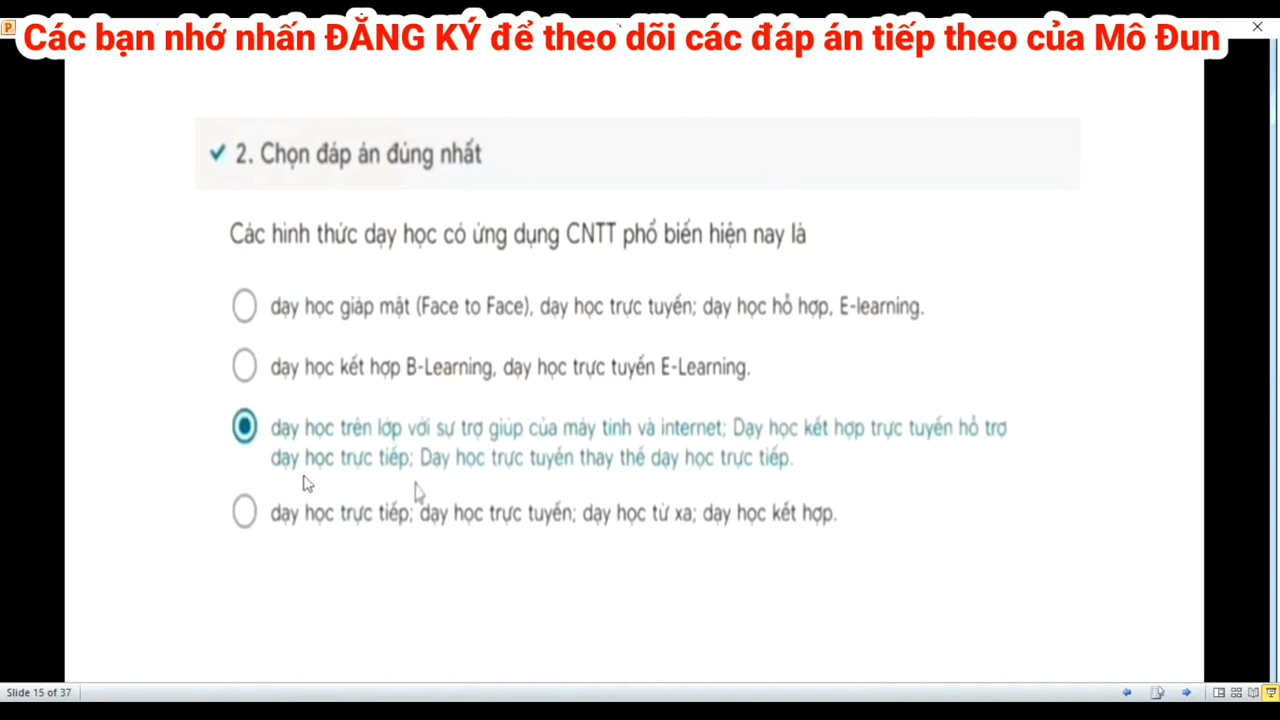 Các bạn nhớ nhấn ĐĂNG KÝ để theo dõi các đáp án tiếp theo của Mô Đun
2. Chọn đáp án đúng nhất
Các hình thức dạy học có ứng dụng CNTT phổ biến hiện nay là
dạy học giáp mặt (Face to Face), dạy học trực tuyến; dạy học hỗ hợp, E-learning.
dạy học kết hợp B-Learning, dạy học trực tuyến E-Learning.
dạy học trên lớp với sự trợ giúp của máy tính và internet; Dạy học kết hợp trực tuyến hỗ trợ
dạy học trực tiếp; Dạy học trực tuyến thay thế dạy học trực tiếp.
dạy học trực tiếp; dạy học trực tuyến; dạy học từ xa; dạy học kết hợp.
Slide 15 of 37